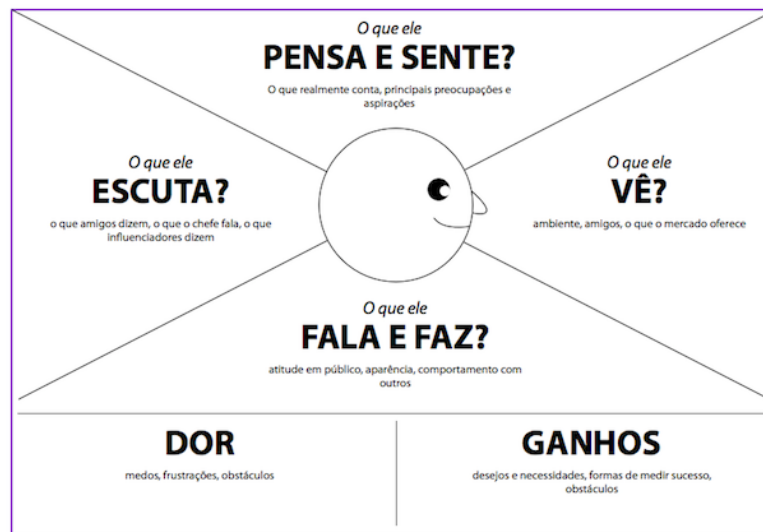 O que ele
PENSA E SENTE?
O que realmente conta, principais preocupações e
aspirações
O que ele
ESCUTA?
o que amigos dizem, o que o chefe fala, o que
influenciadores dizem
O que ele
VÊ?
ambiente, amigos, o que o mercado oferece
O que ele
FALA E FAZ?
atitude em público, aparência, comportamento com
outros
DOR
medos, frustrações, obstáculos
GANHOS
desejos e necessidades, formas de medir sucesso,
obstáculos